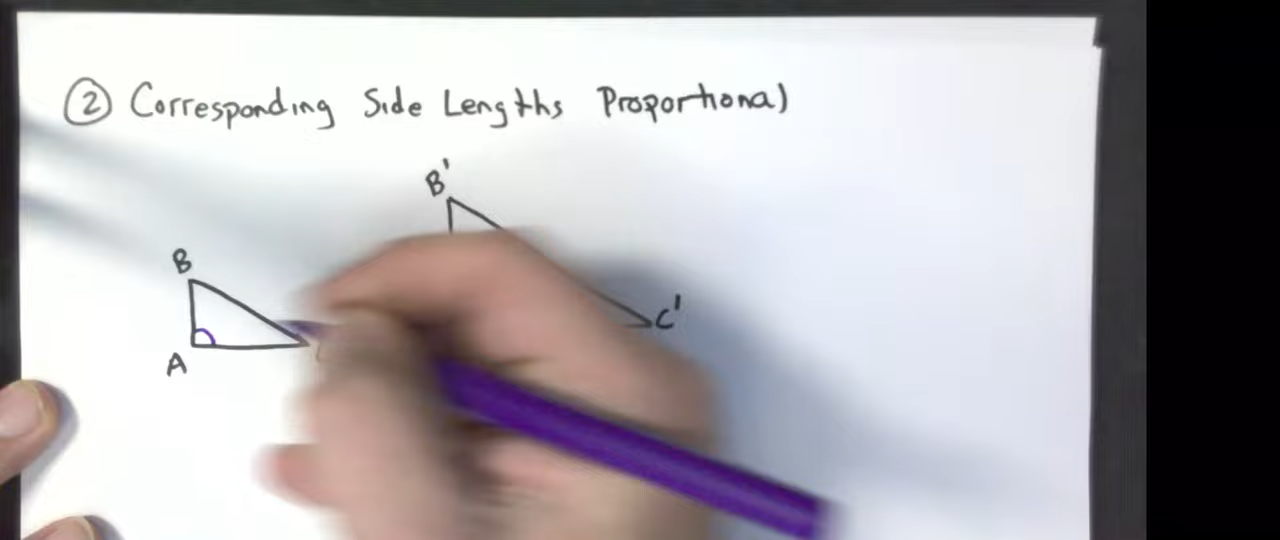 ② Corresponding Side Lengths Proportional
B'
B
C'
A